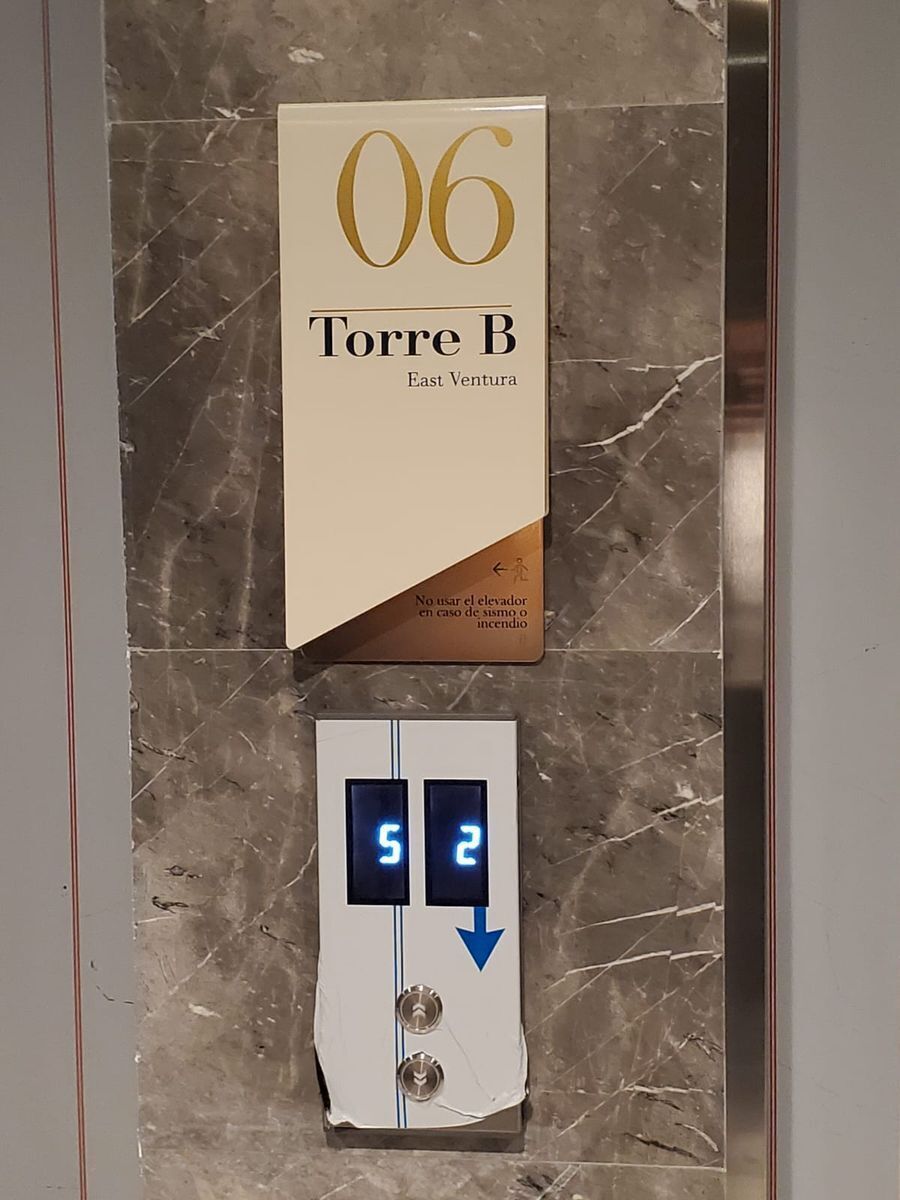 06
Torre B
East Ventura
No usar el elevador
en caso de sismo o
incendio
5 2